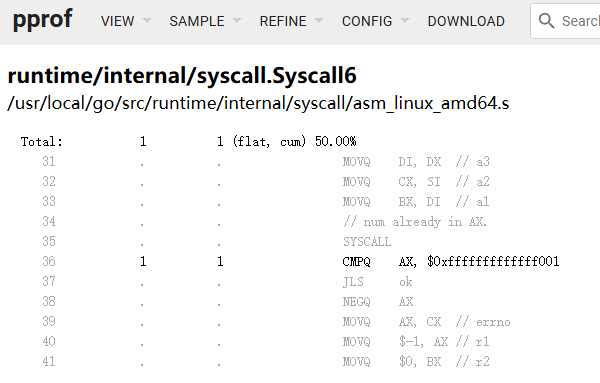 pprof VIEW SAMPLE REFINE CONFIG DOWNLOAD Search
runtime/internal/syscall.Syscall6
/usr/local/go/src/runtime/internal/syscall/asm_linux_amd64.s
Total: 1 1 (flat, cum) 50.00%
31 . . MOVQ DI, DX // a3
32 . . MOVQ CX, SI // a2
33 . . MOVQ BX, DI // a1
34 . . // num already in AX.
35 . . SYSCALL
36 1 1 CMPQ AX, $0xfffffffffffff001
37 . . JLS ok
38 . . NEGQ AX
39 . . MOVQ AX, CX // errno
40 . . MOVQ $-1, AX // r1
41 . . MOVQ $0, BX // r2